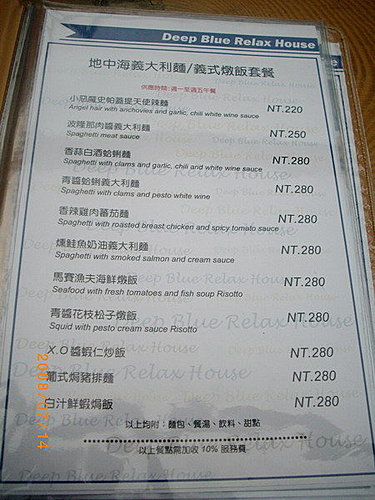 Deep Blue Relax House
地中海義大利麵/義式燉飯套餐
供應時間:週一至週五午餐
小惡魔史帕蓋提天使辣麵 NT.220
Angel hair with anchovies and garlic, chili white wine sauce
波隆那肉醬義大利麵 NT.250
Spaghetti meat sauce
香蒜白酒蛤蜊麵 NT.280
Spaghetti with clams and garlic, chili and white wine sauce
青醬蛤蜊義大利麵 NT.280
Spaghetti with clams and pesto white wine
香辣雞肉蕃茄麵 NT.280
Spaghetti with roasted breast chicken and spicy tomato sauce
燻鮭魚奶油義大利麵 NT.280
Spaghetti with smoked salmon and cream sauce
馬賽漁夫海鮮燉飯 NT.280
Seafood with fresh tomatoes and fish soup Risotto
青醬花枝松子燉飯 NT.280
Squid with pesto cream sauce Risotto
X.O醬蝦仁炒飯 NT.280
葡式焗豬排麵 NT.280
白汁鮮蝦焗飯 NT.280
以上均附:麵包、餐湯、飲料、甜點
以上餐點需加收 10% 服務費